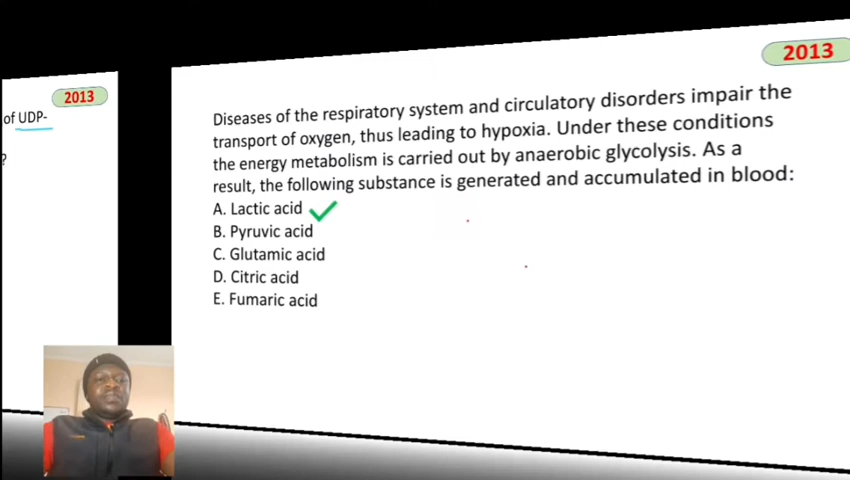 2013
of UDP-
?
2013
Diseases of the respiratory system and circulatory disorders impair the
transport of oxygen, thus leading to hypoxia. Under these conditions
the energy metabolism is carried out by anaerobic glycolysis. As a
result, the following substance is generated and accumulated in blood:
A. Lactic acid
B. Pyruvic acid
C. Glutamic acid
D. Citric acid
E. Fumaric acid